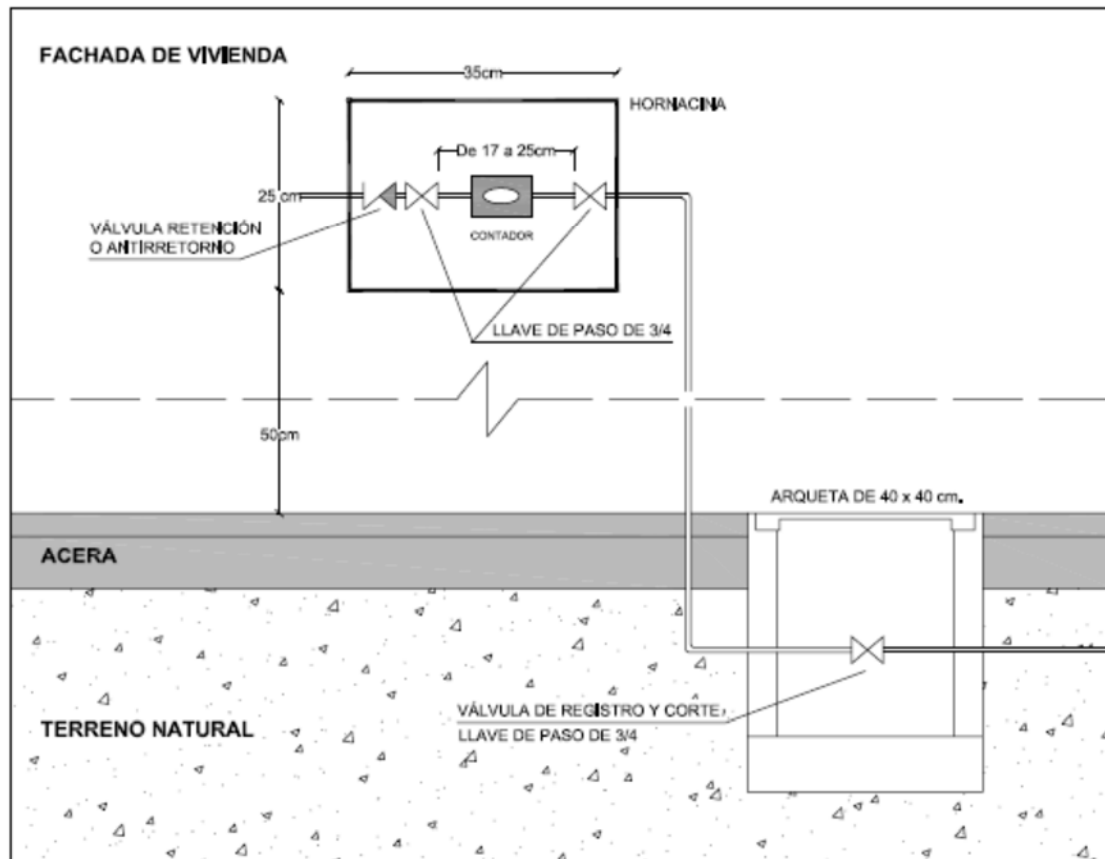 FACHADA DE VIVIENDA
35cm
HORNACINA
De 17 a 25cm
25 cm
VÁLVULA RETENCIÓN
O ANTIRRETORNO
CONTADOR
LLAVE DE PASO DE 3/4
50cm
ARQUETA DE 40 x 40 cm.
ACERA
VÁLVULA DE REGISTRO Y CORTE,
LLAVE DE PASO DE 3/4
TERRENO NATURAL